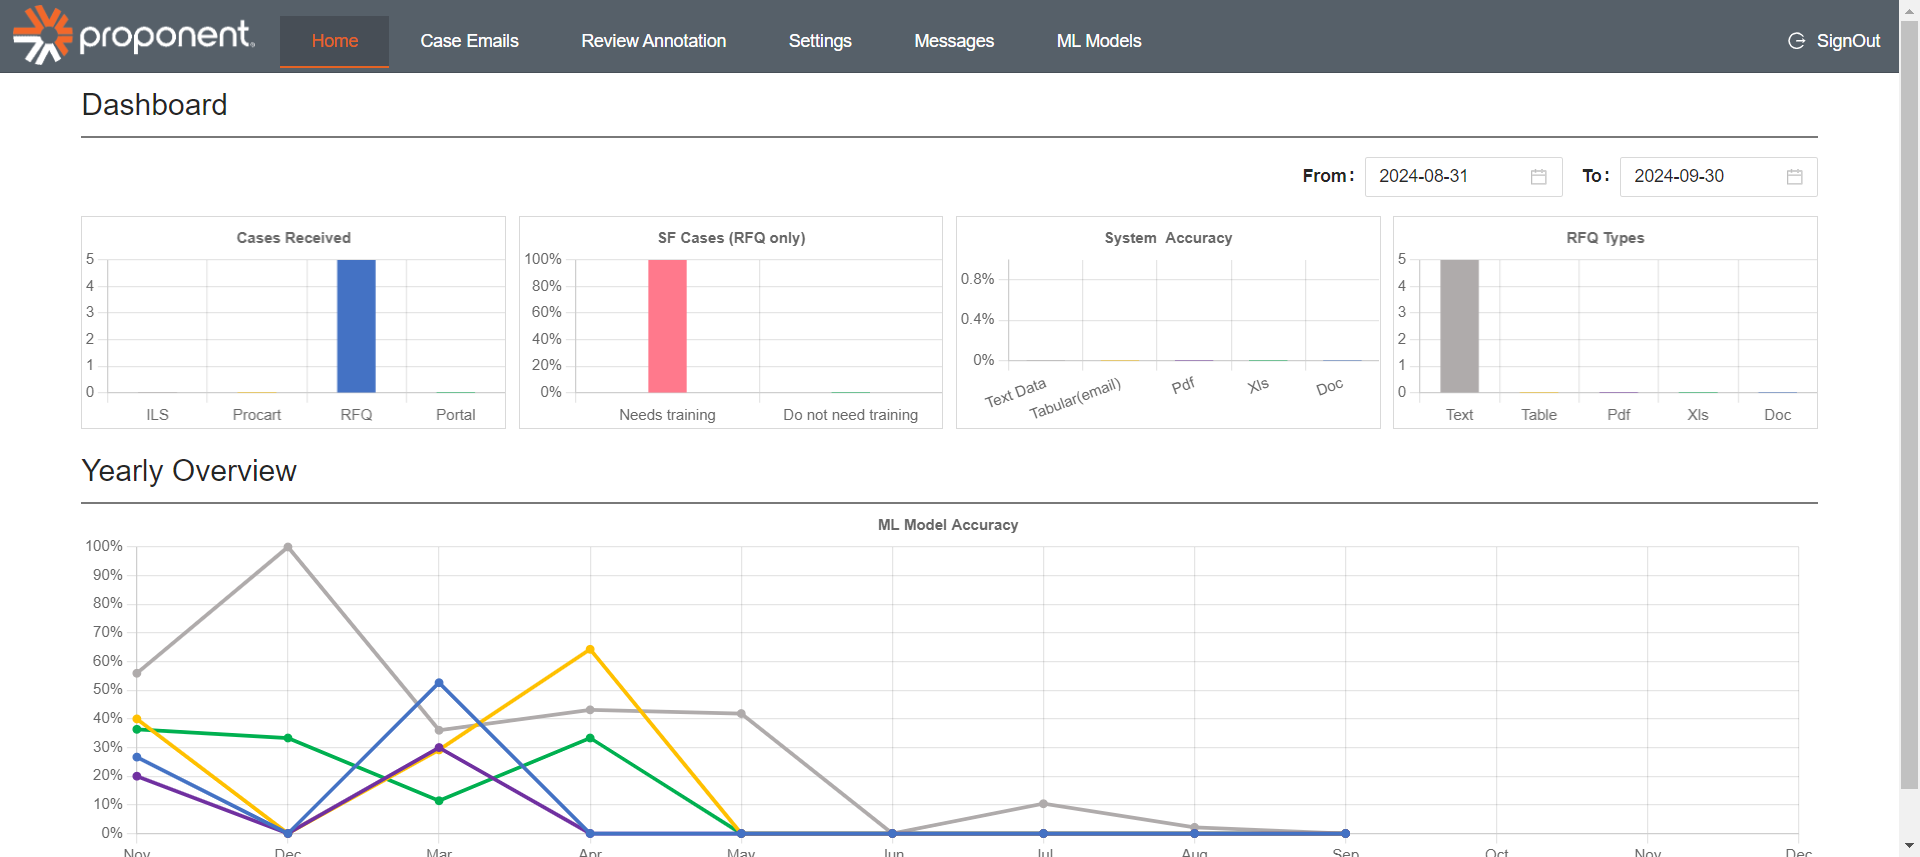 proponent
Home
Case Emails
Review Annotation
Settings
Messages
ML Models
SignOut
Dashboard
From :
2024-08-31
To :
2024-09-30
Cases Received
5
4
3
2
1
0
ILS
Procart
RFQ
Portal
SF Cases (RFQ only)
100%
80%
60%
40%
20%
0%
Needs training
Do not need training
System Accuracy
0.8%
0.4%
0%
Text Data
Tabular(email)
Pdf
Xls
Doc
RFQ Types
5
4
3
2
1
0
Text
Table
Pdf
Xls
Doc
Yearly Overview
ML Model Accuracy
100%
90%
80%
70%
60%
50%
40%
30%
20%
10%
0%
Nov
Dec
Mar
Apr
May
Jun
Jul
Aug
Sep
Oct
Nov
Dec